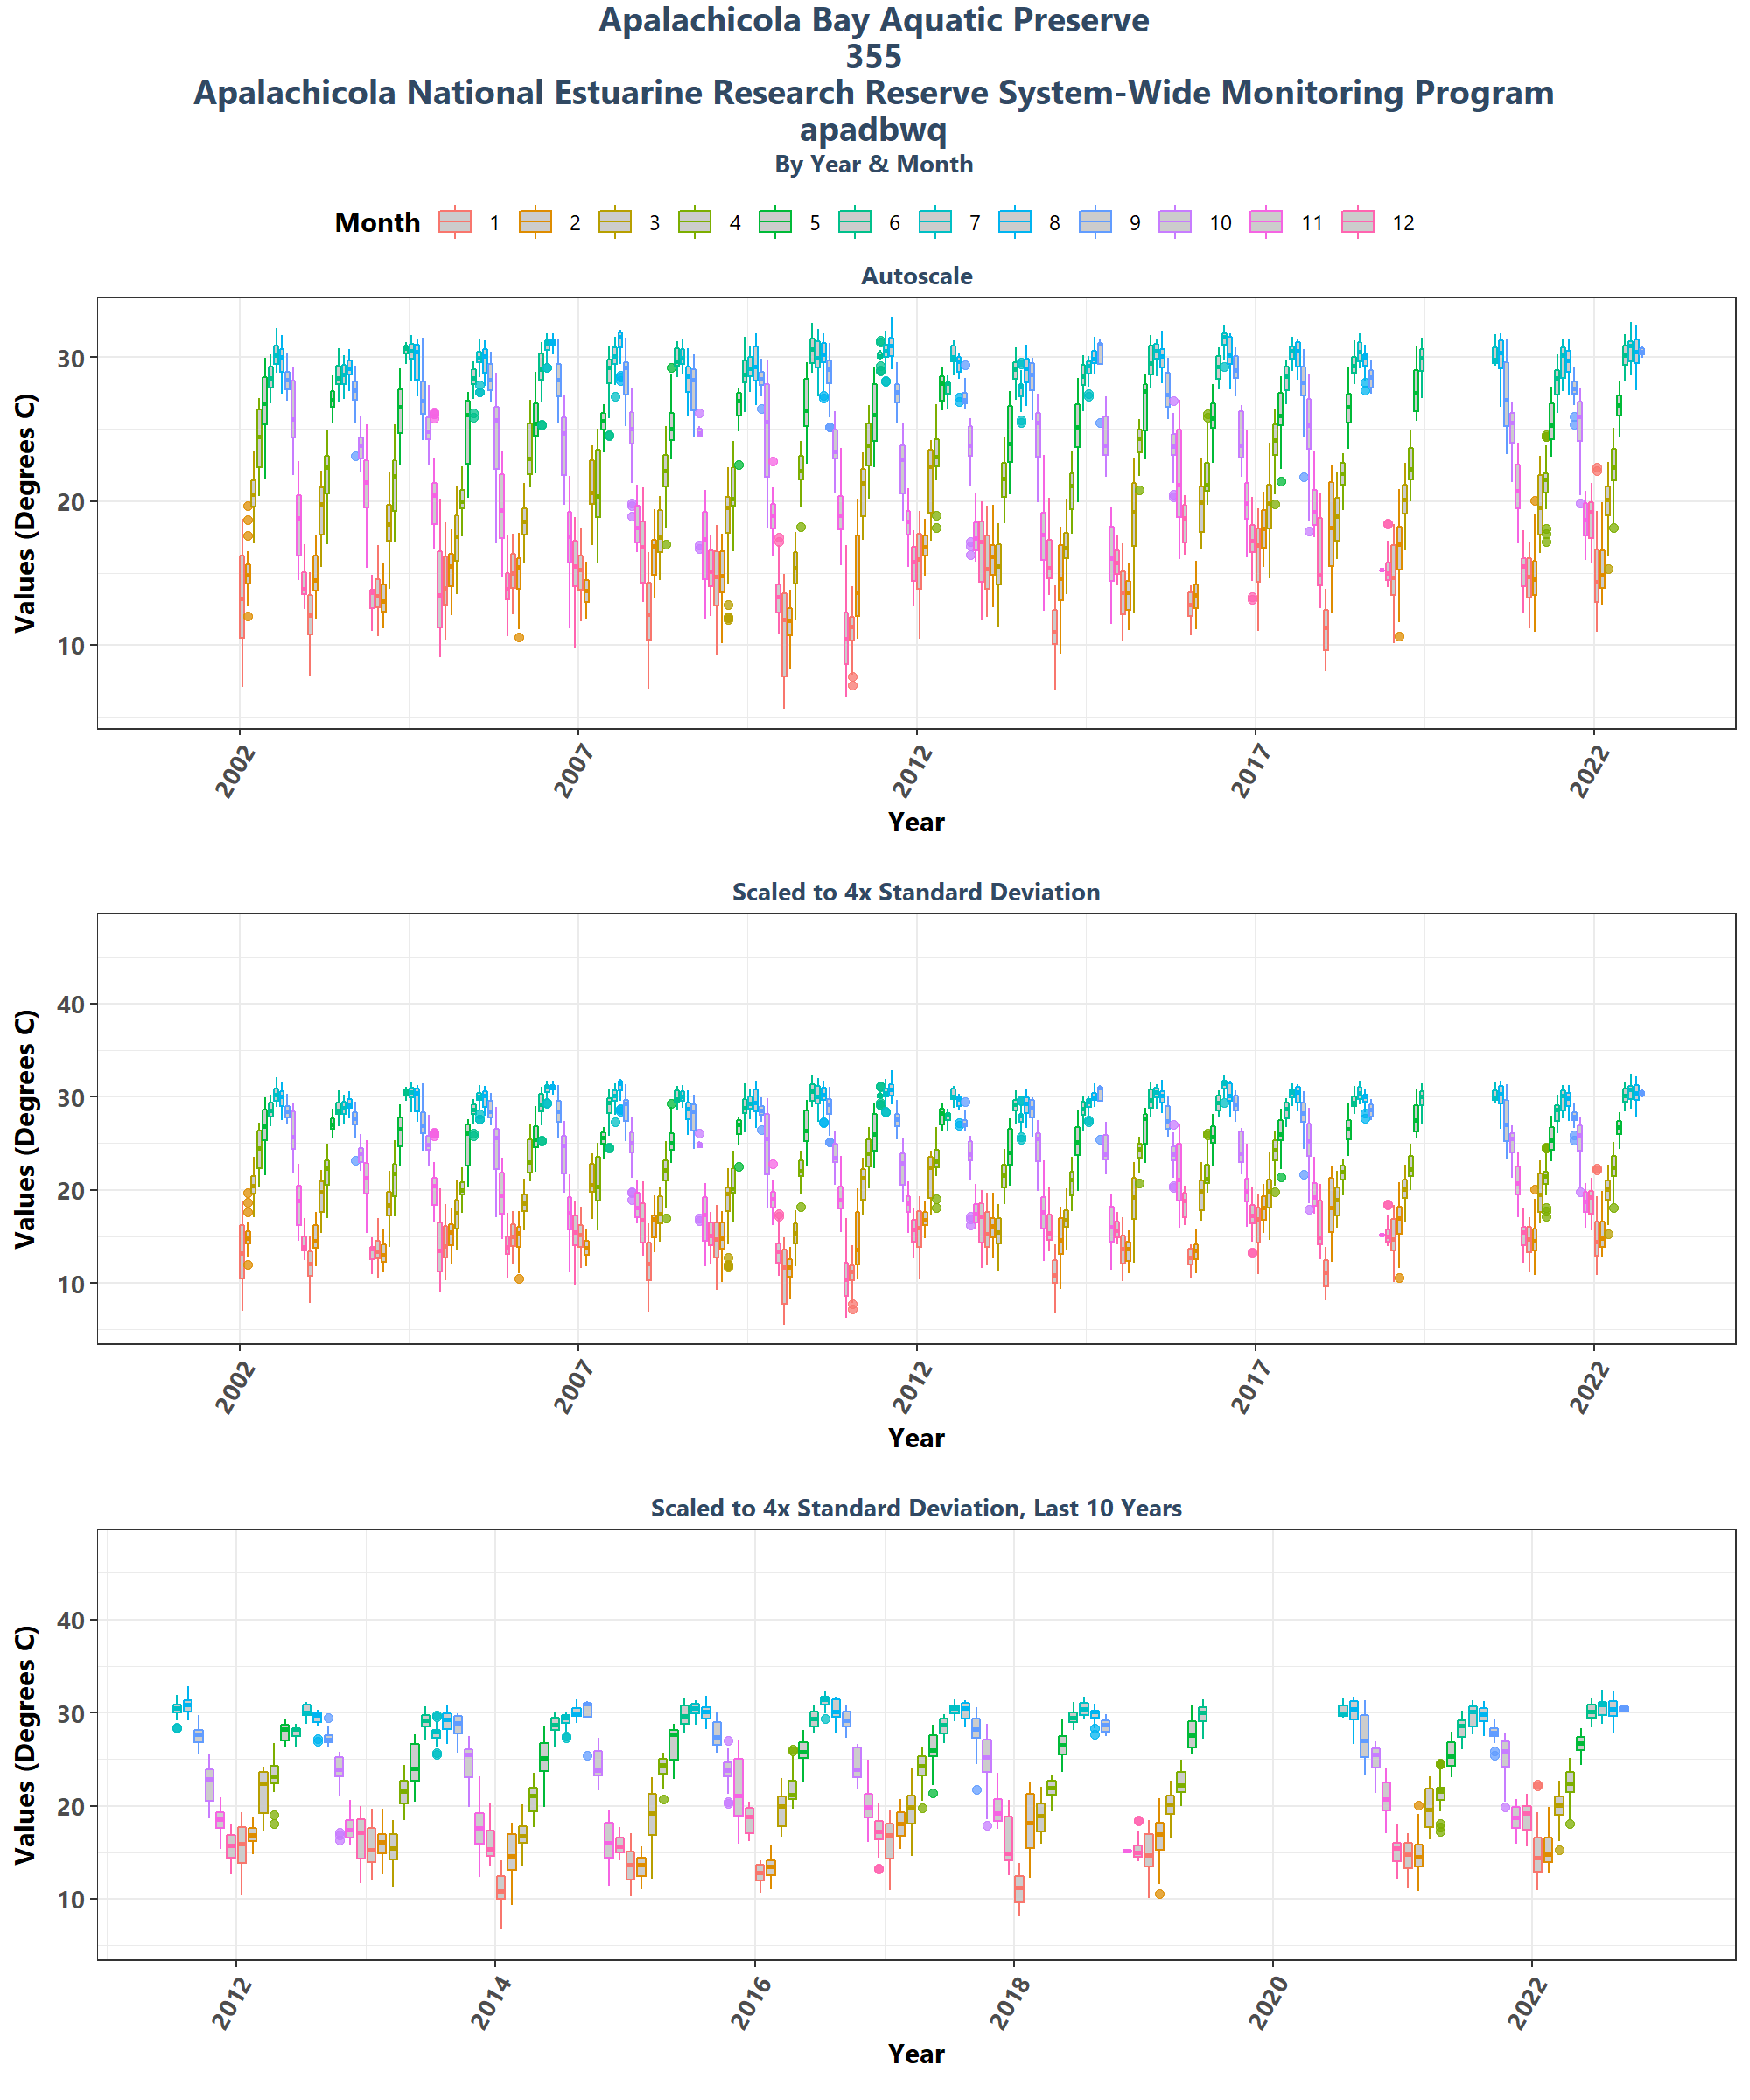 Apalachicola Bay Aquatic Preserve
355
Apalachicola National Estuarine Research Reserve System-Wide Monitoring Program
apadbwq
By Year & Month
Month 1 2 3 4 5 6 7 8 9 10 11 12
Autoscale
Values (Degrees C)
30
20
10
2002 2007 2012 2017 2022
Year
Scaled to 4x Standard Deviation
Values (Degrees C)
40
30
20
10
2002 2007 2012 2017 2022
Year
Scaled to 4x Standard Deviation, Last 10 Years
Values (Degrees C)
40
30
20
10
2012 2014 2016 2018 2020 2022
Year